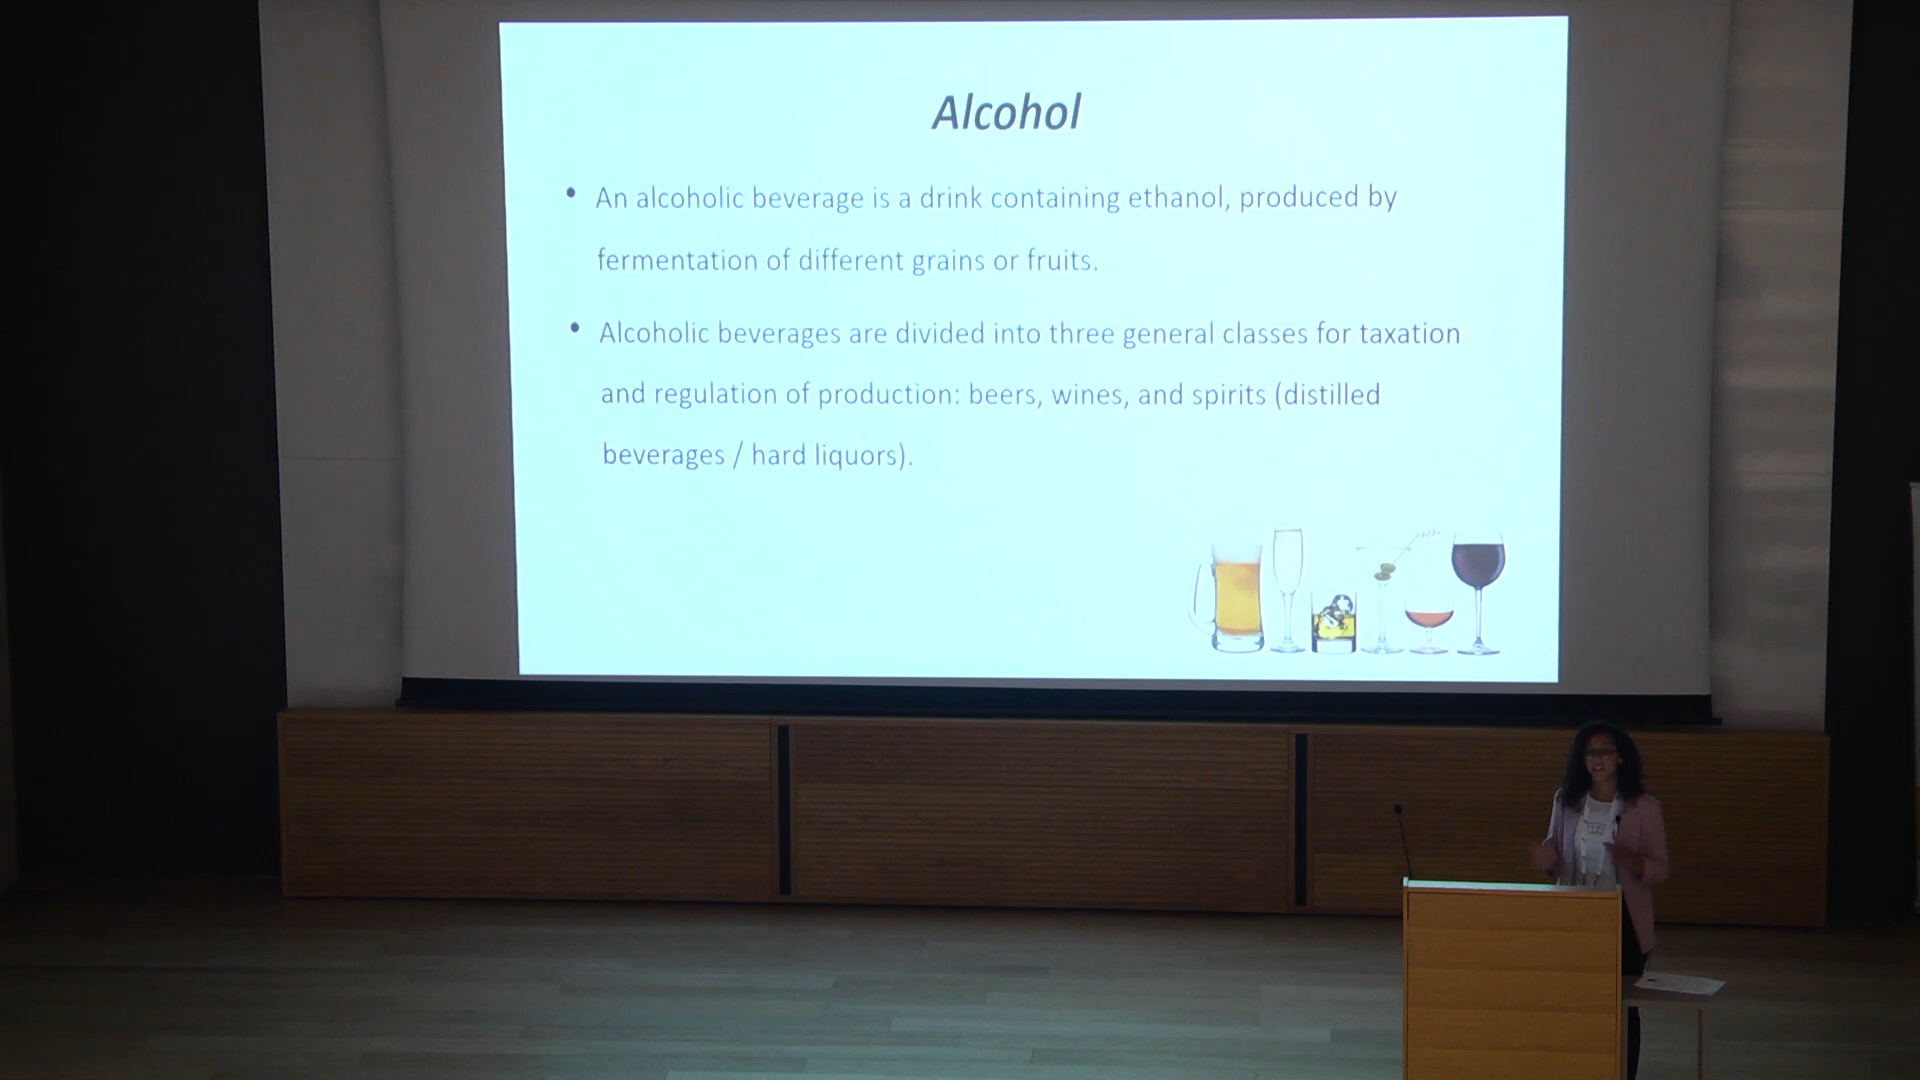 Alcohol
• An alcoholic beverage is a drink containing ethanol, produced by
fermentation of different grains or fruits.
• Alcoholic beverages are divided into three general classes for taxation
and regulation of production: beers, wines, and spirits (distilled
beverages / hard liquors).